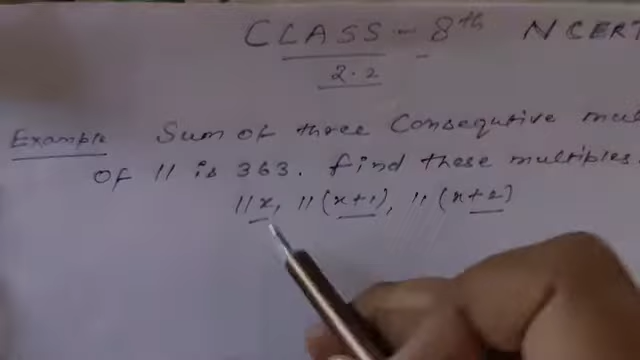 CLASS - 8th NCERT
2.2
Example Sum of three Consequtive mul
of 11 is 363. find these multiples.
11x, 11(x+1), 11(x+2)